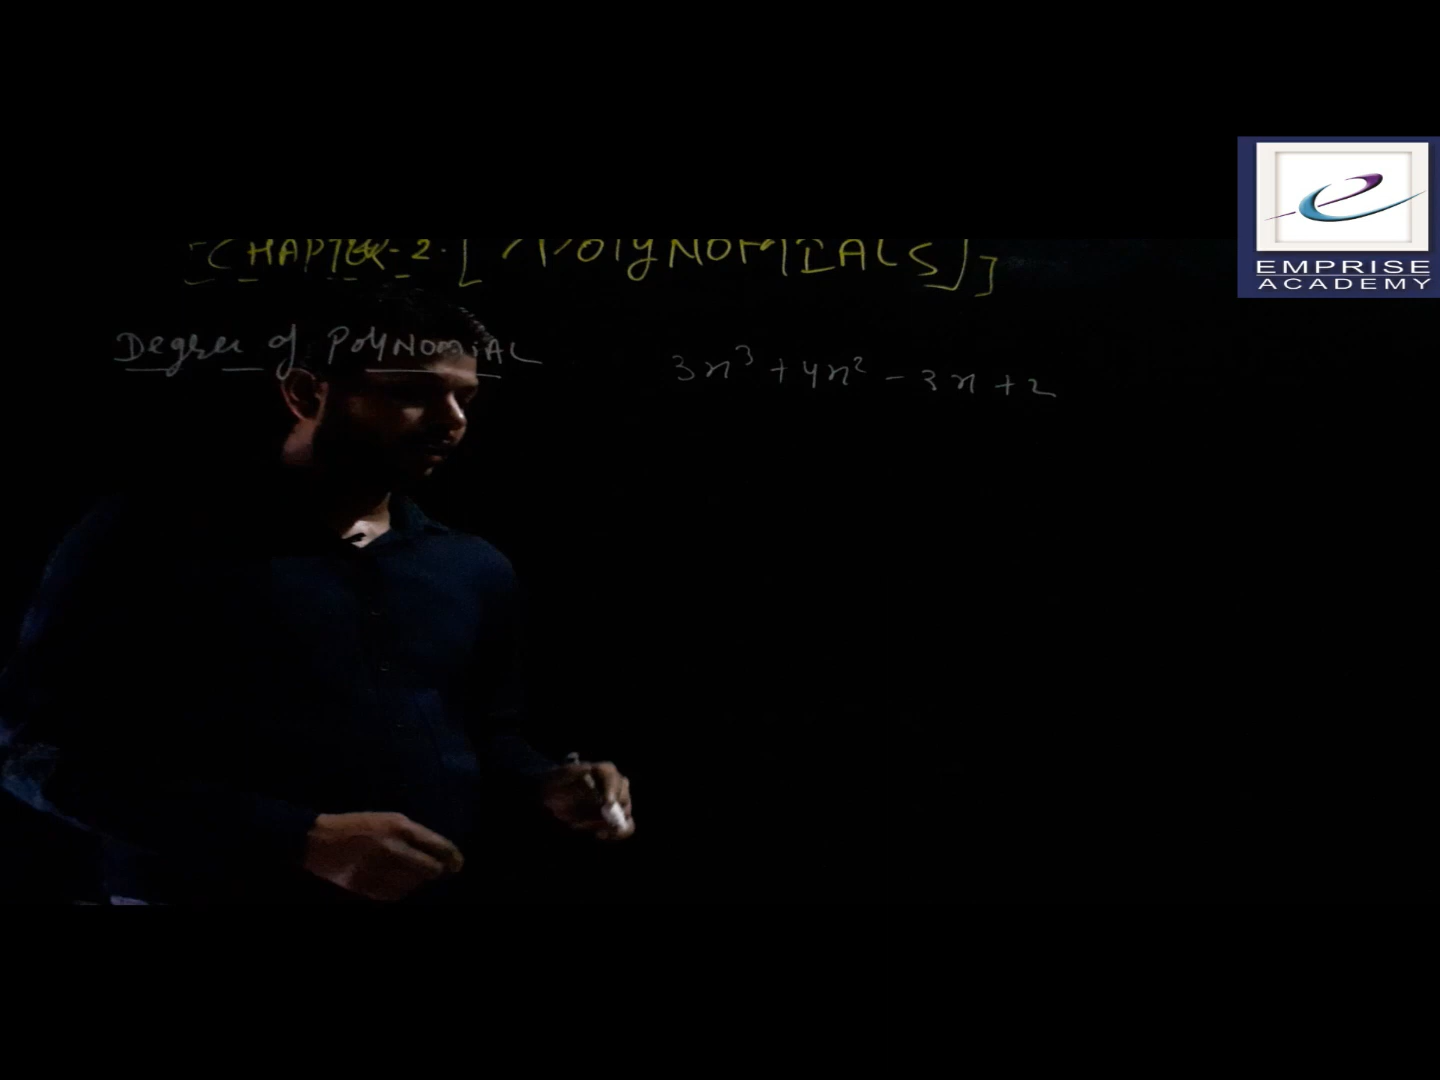 CHAPTER-2. [POLYNOMIALS]
Degree of POLYNOMIAL
3x³ + 4x² - 3x + 2
EMPRISE
ACADEMY